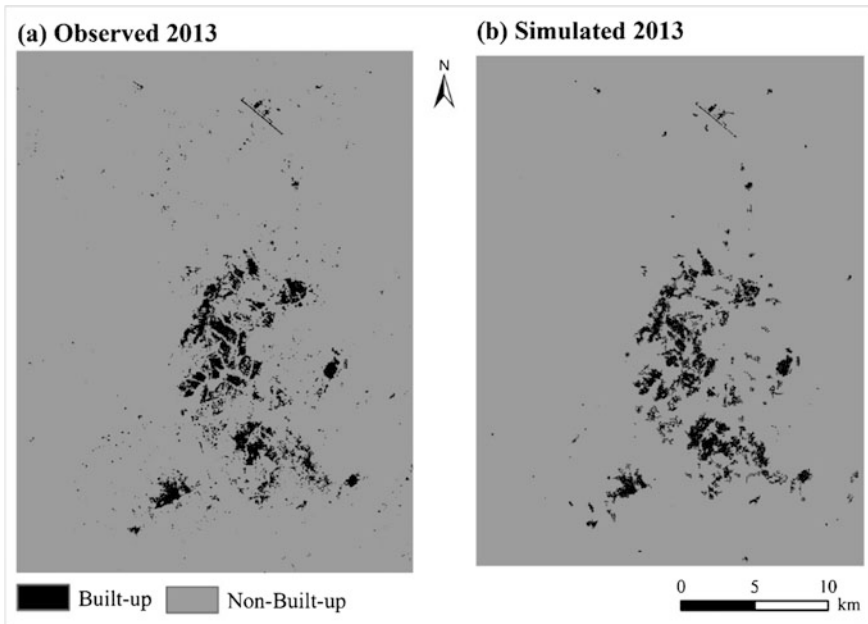 (a) Observed 2013
(b) Simulated 2013
N
Built-up
Non-Built-up
0 5 10
km